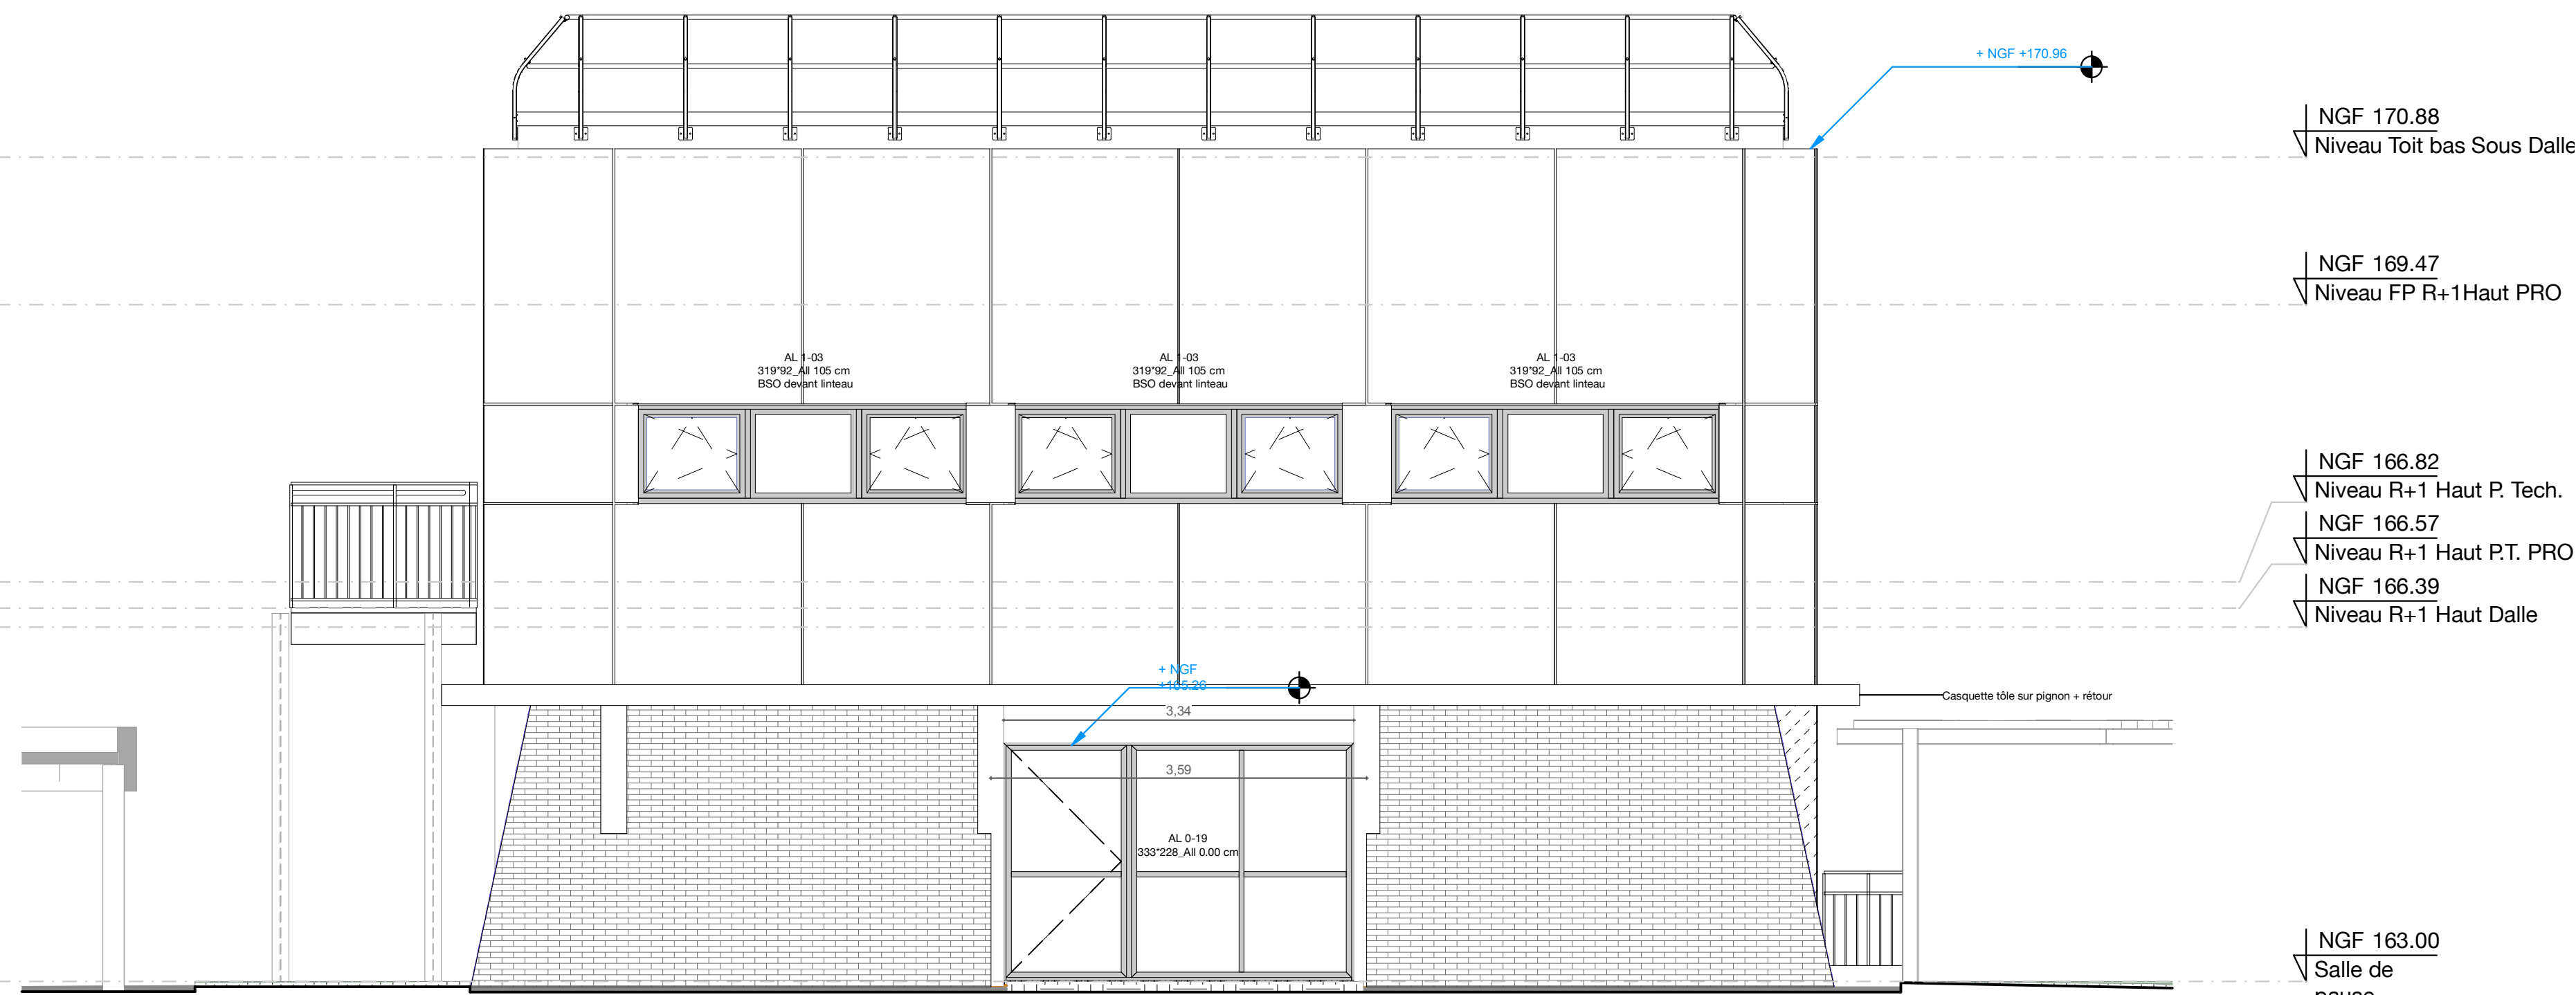 + NGF +170.96
NGF 170.88
Niveau Toit bas Sous Dalle
NGF 169.47
Niveau FP R+1Haut PRO
AL 1-03
319*92_All 105 cm
BSO devant linteau
AL 1-03
319*92_All 105 cm
BSO devant linteau
AL 1-03
319*92_All 105 cm
BSO devant linteau
NGF 166.82
Niveau R+1 Haut P. Tech.
NGF 166.57
Niveau R+1 Haut P.T. PRO
NGF 166.39
Niveau R+1 Haut Dalle
+ NGF
+165.26
Casquette tôle sur pignon + rétour
3,34
3,59
AL 0-19
333*228_All 0.00 cm
NGF 163.00
Salle de
pause